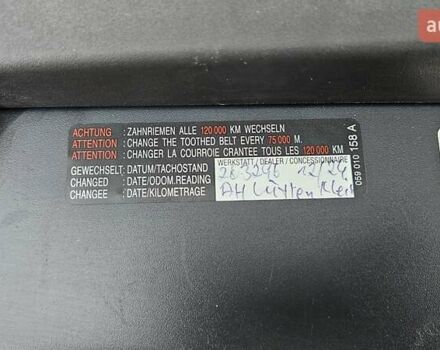 ACHTUNG : ZAHNRIEMEN ALLE 120 000 KM WECHSELN
ATTENTION : CHANGE THE TOOTHED BELT EVERY 75 000 M.
ATTENTION : CHANGER LA COURROIE CRANTEE TOUS LES 120 000 KM
WERKSTATT / DEALER / CONCESSIONNAIRE
GEWECHSELT : DATUM/TACHOSTAND
CHANGED : DATE/ODOM.READING
CHANGEE : DATE/KILOMETRAGE
12/24
AH
059 010 158 A